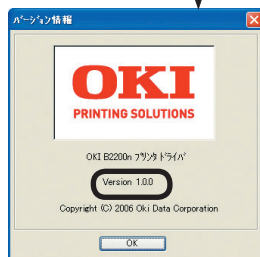 ﾊﾞｰｼﾞｮﾝ情報
OKI
PRINTING SOLUTIONS
OKI B2200n ﾌﾟﾘﾝﾀ ﾄﾞﾗｲﾊﾞ
Version 1.0.0
Copyright (C) 2006 Oki Data Corporation
OK